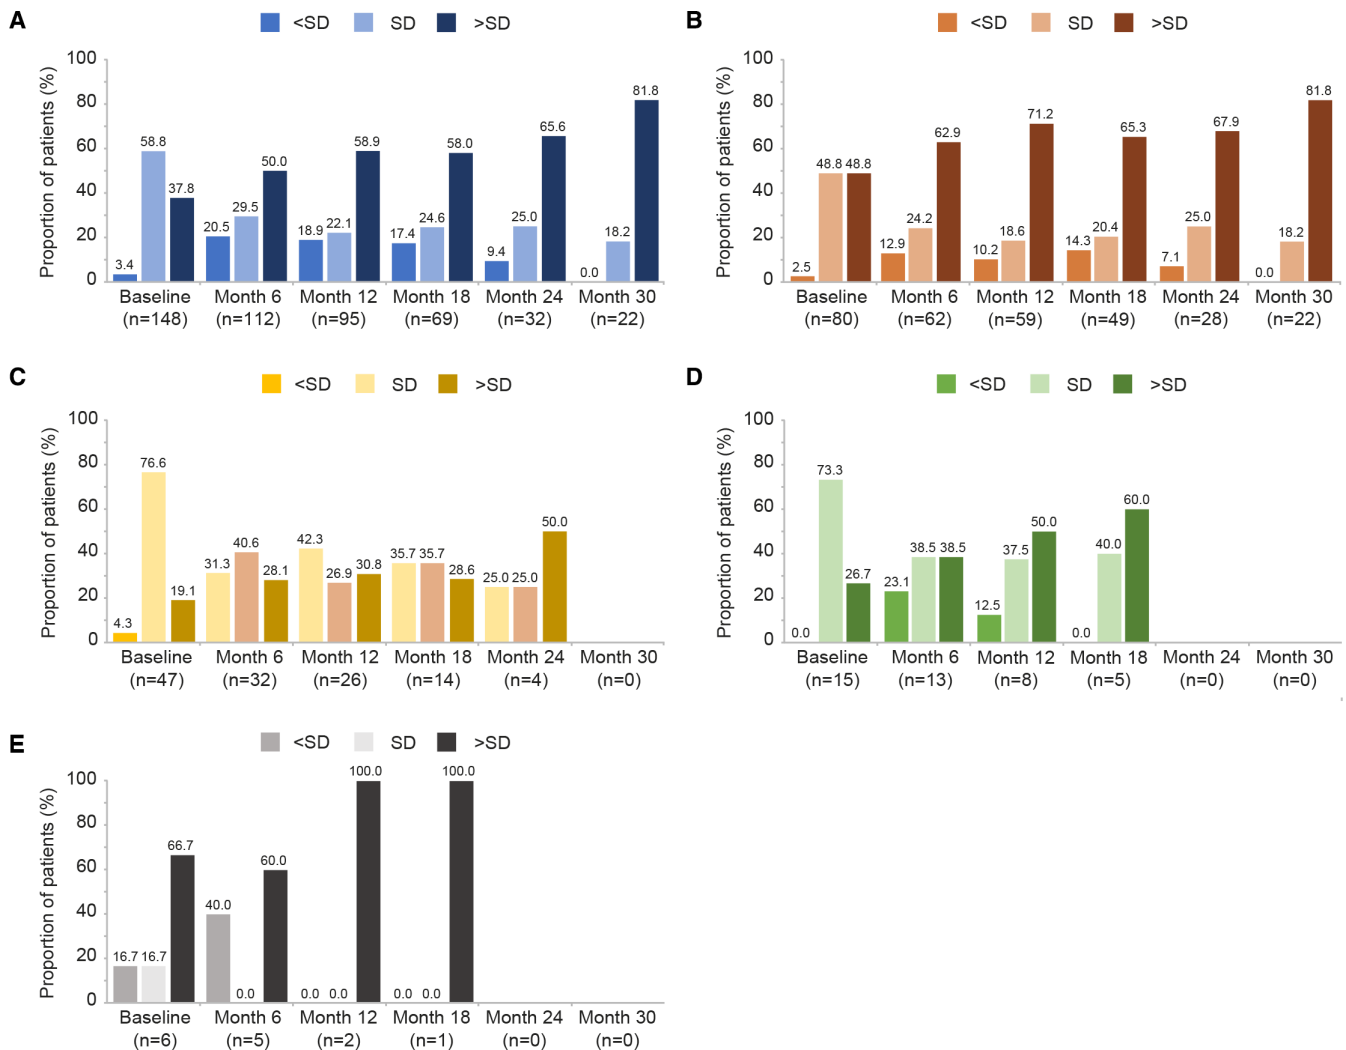 A
<SD SD >SD
Proportion of patients (%)
100
80
60
40
20
0
3.4 58.8 37.8
20.5 29.5 50.0
18.9 22.1 58.9
17.4 24.6 58.0
9.4 25.0 65.6
0.0 18.2 81.8
Baseline Month 6 Month 12 Month 18 Month 24 Month 30
(n=148) (n=112) (n=95) (n=69) (n=32) (n=22)
B
<SD SD >SD
Proportion of patients (%)
100
80
60
40
20
0
2.5 48.8 48.8
12.9 24.2 62.9
10.2 18.6 71.2
14.3 20.4 65.3
7.1 25.0 67.9
0.0 18.2 81.8
Baseline Month 6 Month 12 Month 18 Month 24 Month 30
(n=80) (n=62) (n=59) (n=49) (n=28) (n=22)
C
<SD SD >SD
Proportion of patients (%)
100
80
60
40
20
0
4.3 76.6 19.1
31.3 40.6 28.1
42.3 26.9 30.8
35.7 35.7 28.6
25.0 25.0 50.0
Baseline Month 6 Month 12 Month 18 Month 24 Month 30
(n=47) (n=32) (n=26) (n=14) (n=4) (n=0)
D
<SD SD >SD
Proportion of patients (%)
100
80
60
40
20
0
0.0 73.3 26.7
23.1 38.5 38.5
12.5 37.5 50.0
0.0 40.0 60.0
Baseline Month 6 Month 12 Month 18 Month 24 Month 30
(n=15) (n=13) (n=8) (n=5) (n=0) (n=0)
E
<SD SD >SD
Proportion of patients (%)
100
80
60
40
20
0
16.7 16.7 66.7
40.0 0.0 60.0
0.0 0.0 100.0
0.0 0.0 100.0
Baseline Month 6 Month 12 Month 18 Month 24 Month 30
(n=6) (n=5) (n=2) (n=1) (n=0) (n=0)